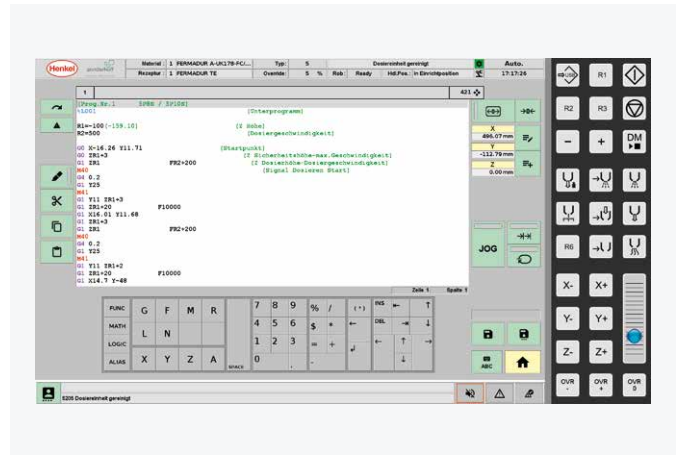 Henkel
Material : 1 PERMADUR A-UK178-FC/... Typ: S Dosiereinheit gereinigt Auto.
Rezeptur : 1 PERMADUR TE Override: 5 % Rob: Ready Hdl.Pos.: in Einrichtposition 17:17:26
1 421
[Prog.Nr.1
%1001 [Unterprogramm]
R1=-100[-159.10] [Z Höhe]
R2=500 [Dosiergeschwindigkeit]
G0 X-16.26 Y11.71 [Startpunkt]
G0 ZR1+3 [Z Sicherheitshöhe-max.Geschwindigkeit]
G1 ZR1 FR2+200 [Z Dosierhöhe-Dosiergeschwindigkeit]
M40 [Signal Dosieren Start]
G4 0.2
G1 Y25
M41
G1 Y11 ZR1+3
G1 ZR1+20 F10000
G1 X16.01 Y11.68
G1 ZR1+3
G1 ZR1 FR2+200
M40
G4 0.2
G1 Y25
M41
G1 Y11 ZR1+2
G1 ZR1+20 F10000
G1 X14.7 Y-48
Zeile 1 Spalte 1
X
496.07 mm
Y
-112.79 mm
Z
0.00 mm
JOG
ABC
FUNC G F M R 7 8 9 % / ( * ) INS
MATH 4 5 6 $ * DEL
LOGIC L N 1 2 3 = +
ALIAS X Y Z A SPACE 0 . -
5205 Dosiereinheit gereinigt
R1
R2 R3
- + DM
R6
X- X+
Y- Y+
Z- Z+
OVR - OVR + OVR 0